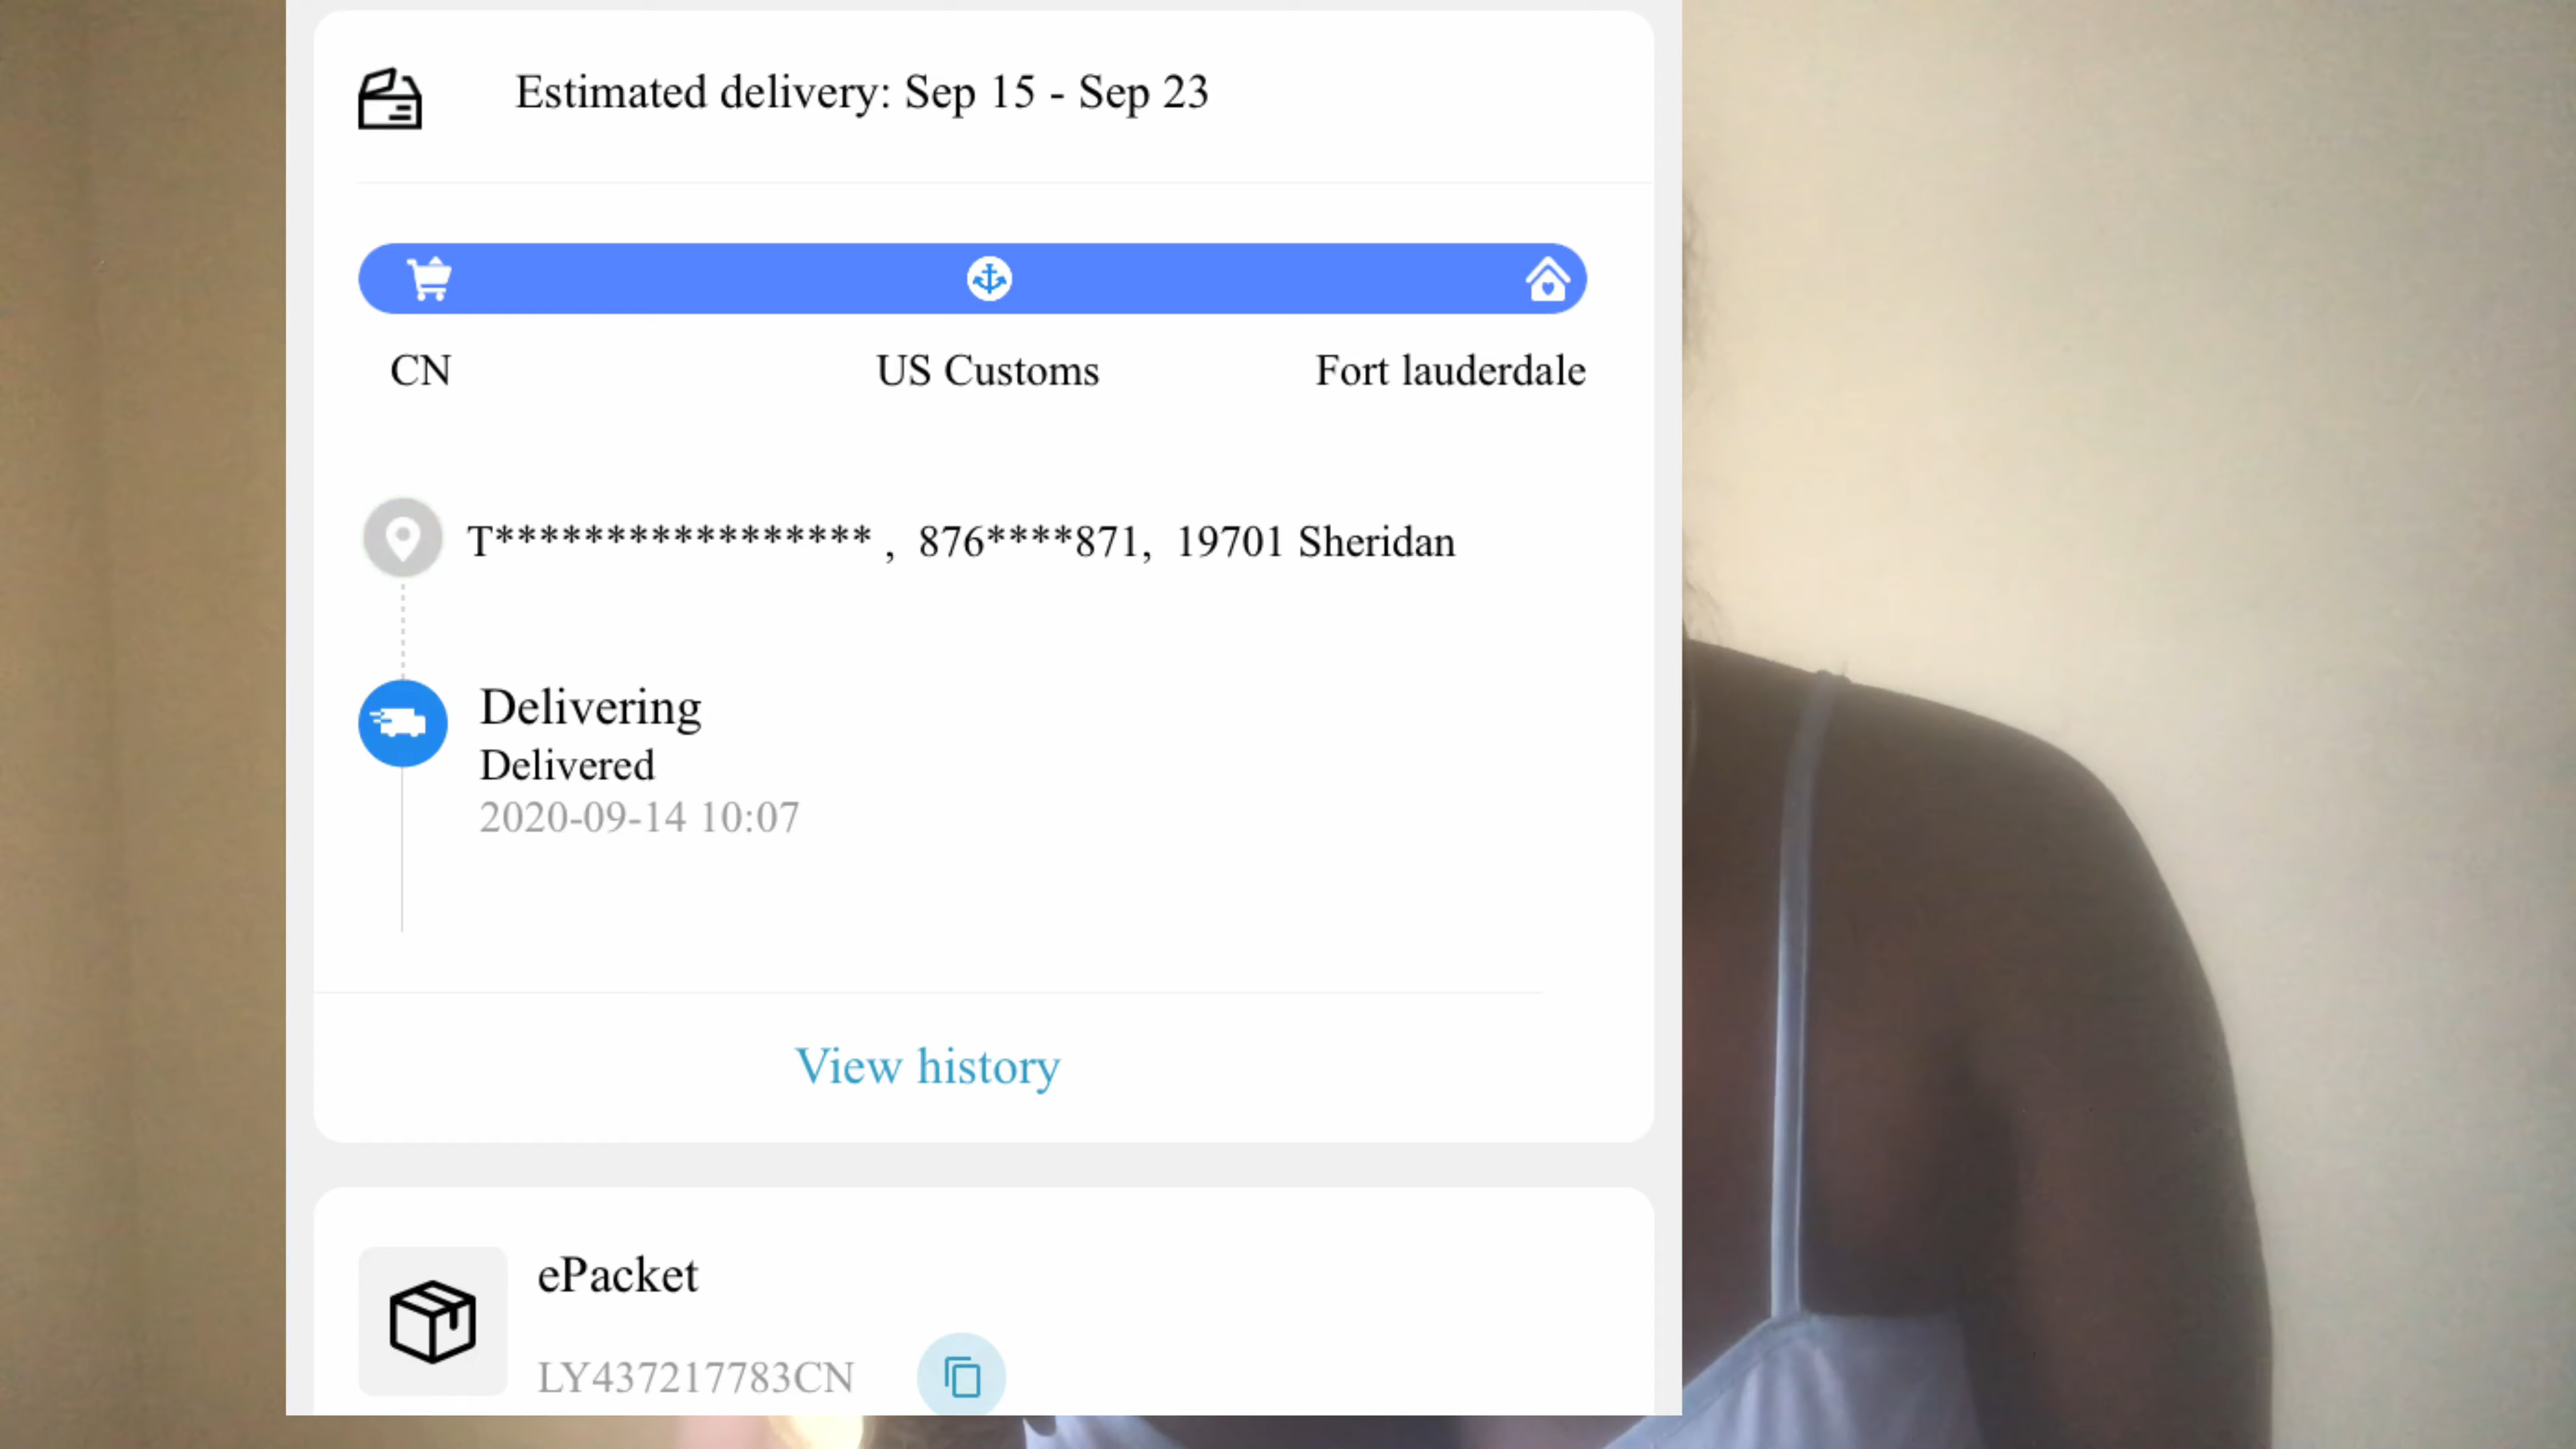 Estimated delivery: Sep 15 - Sep 23
CN US Customs Fort lauderdale
T***************** , 876****871, 19701 Sheridan
Delivering
Delivered
2020-09-14 10:07
View history
ePacket
LY437217783CN